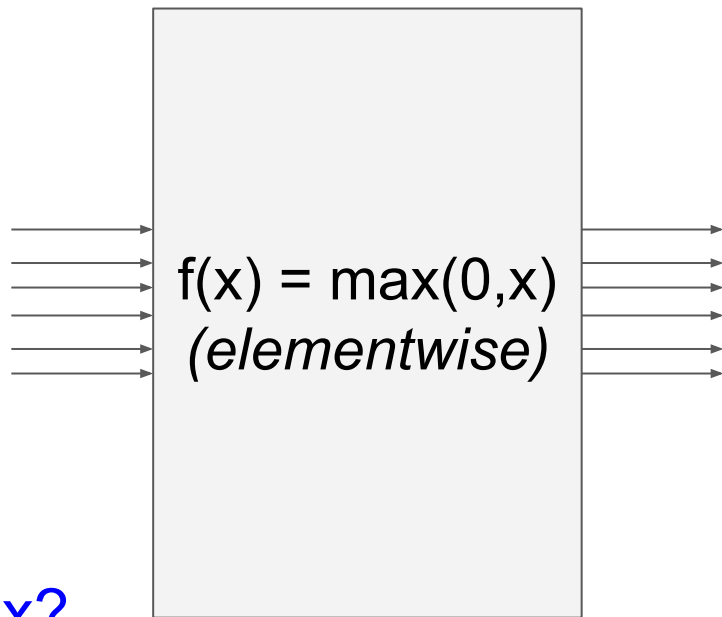 f(x) = max(0,x)
(elementwise)
x?